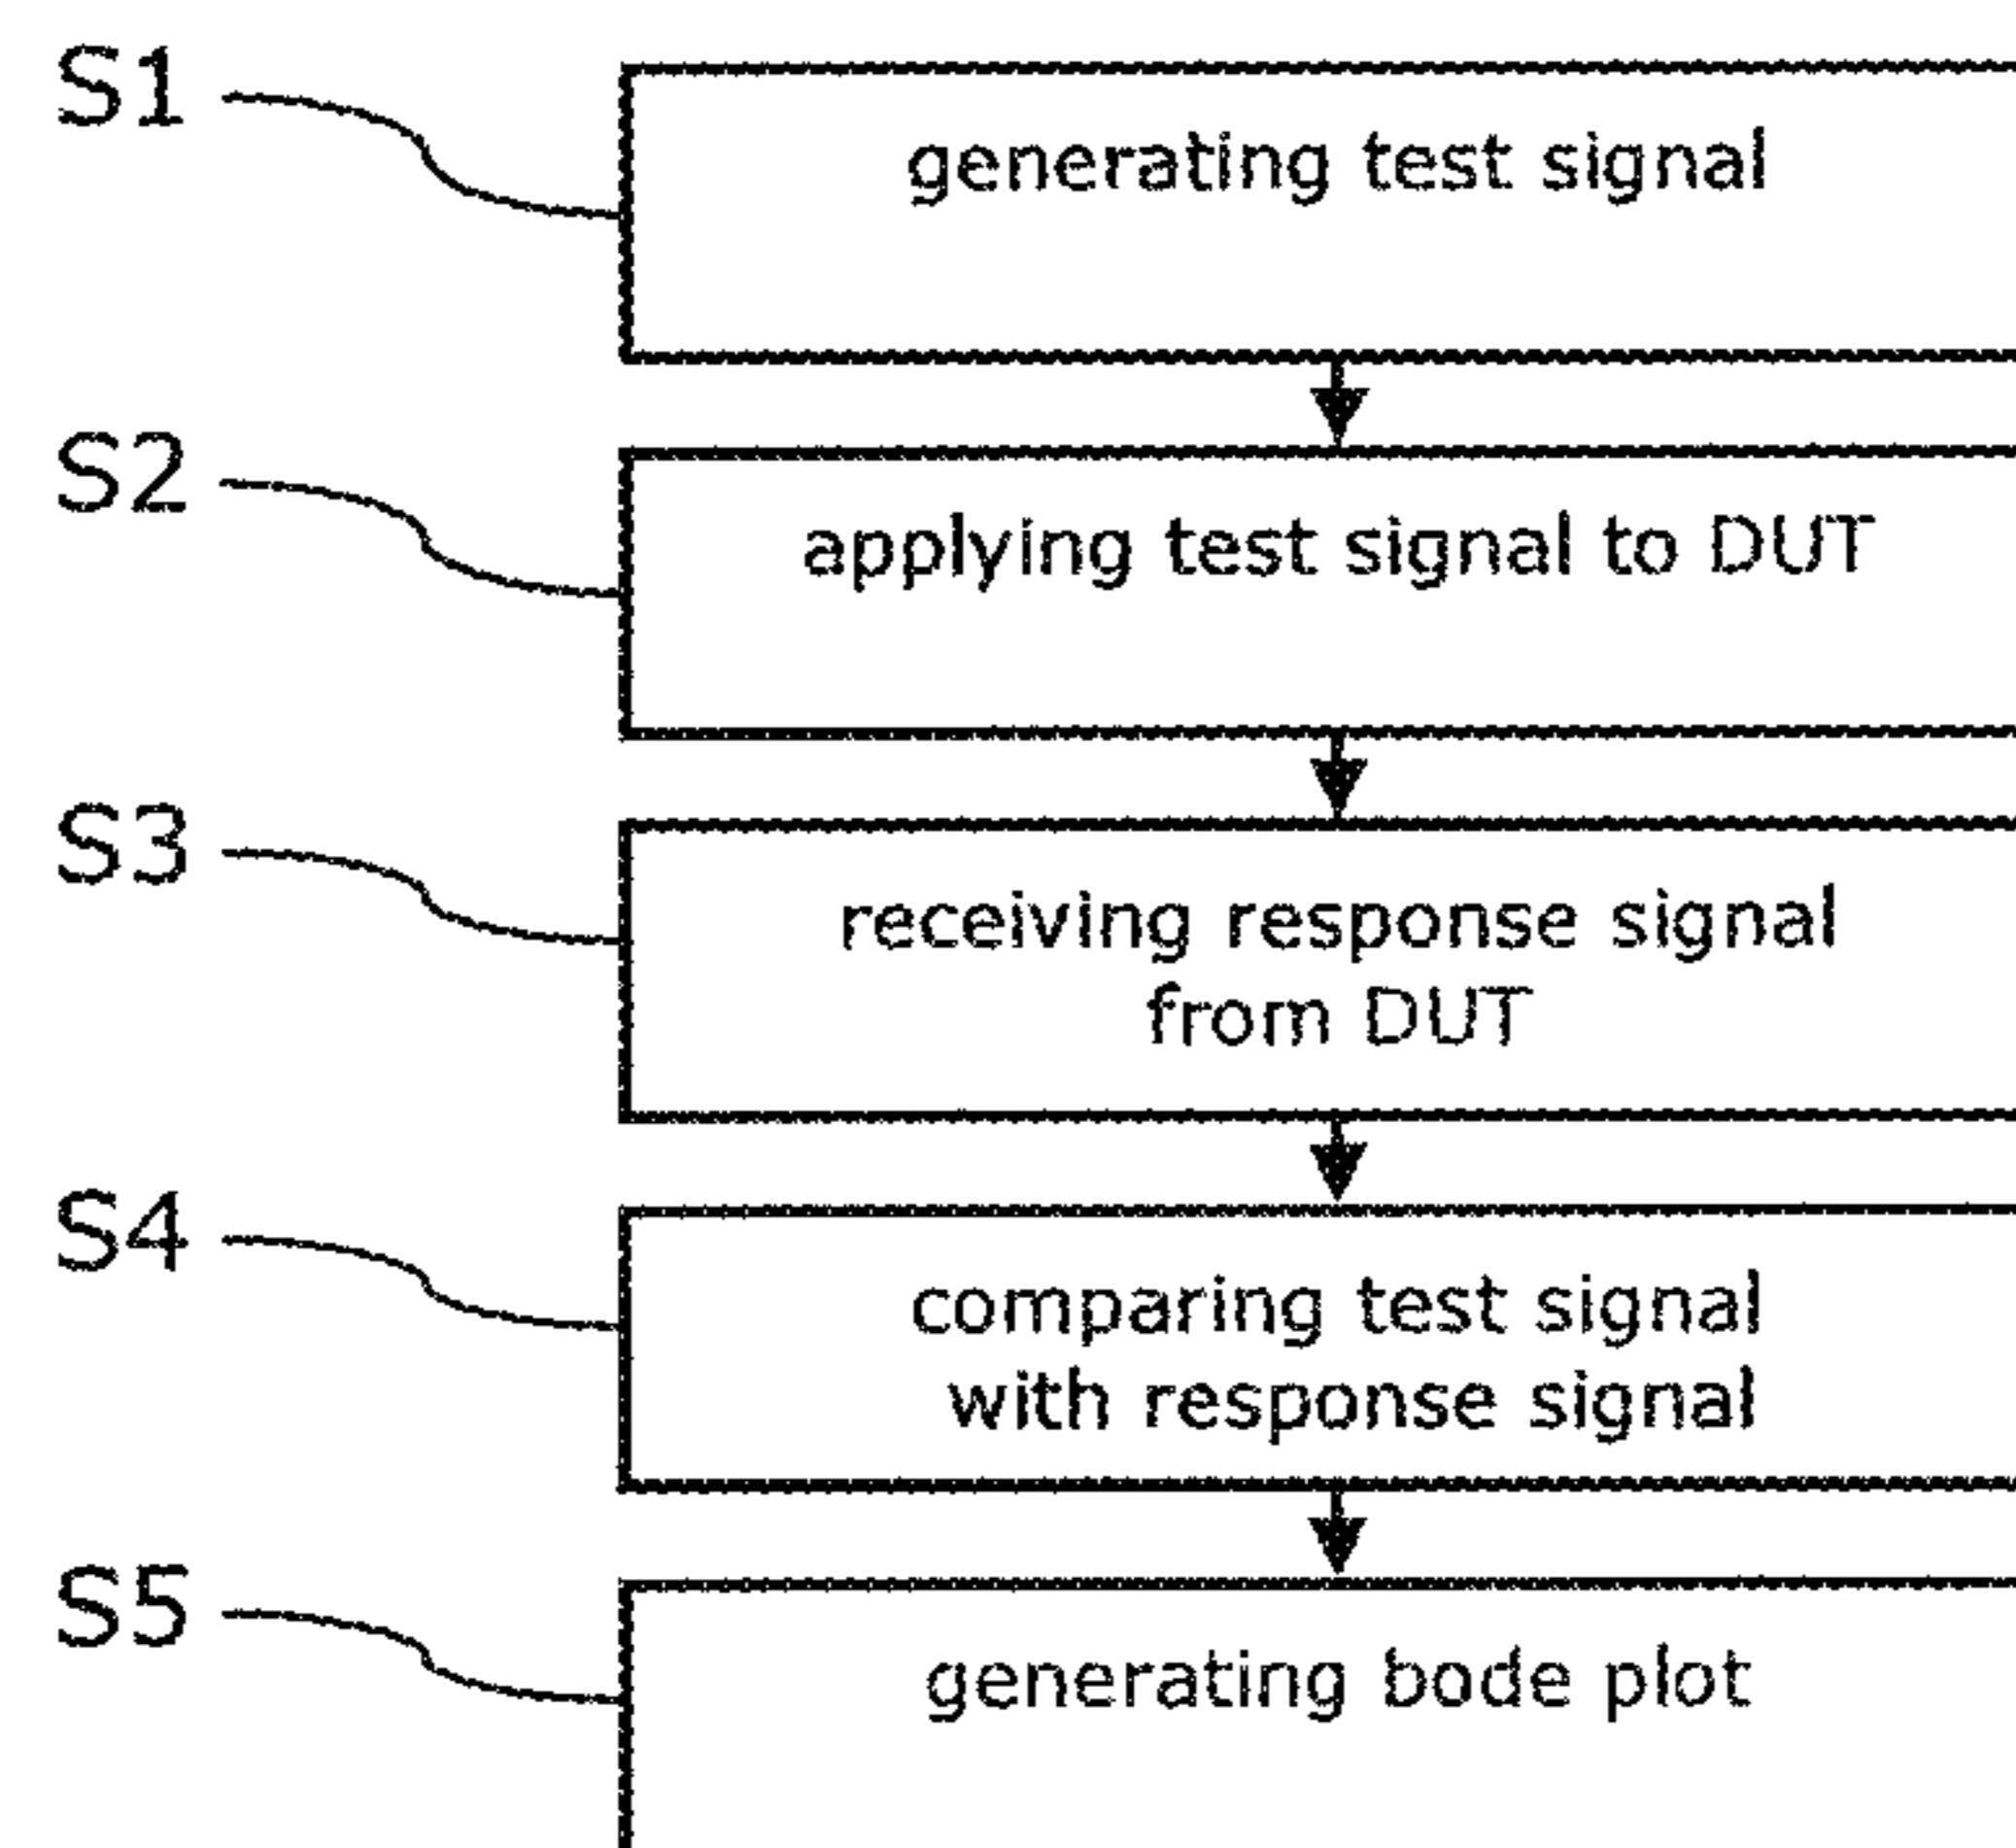 S1
generating test signal
S2
applying test signal to DUT
S3
receiving response signal
from DUT
S4
comparing test signal
with response signal
S5
generating bode plot